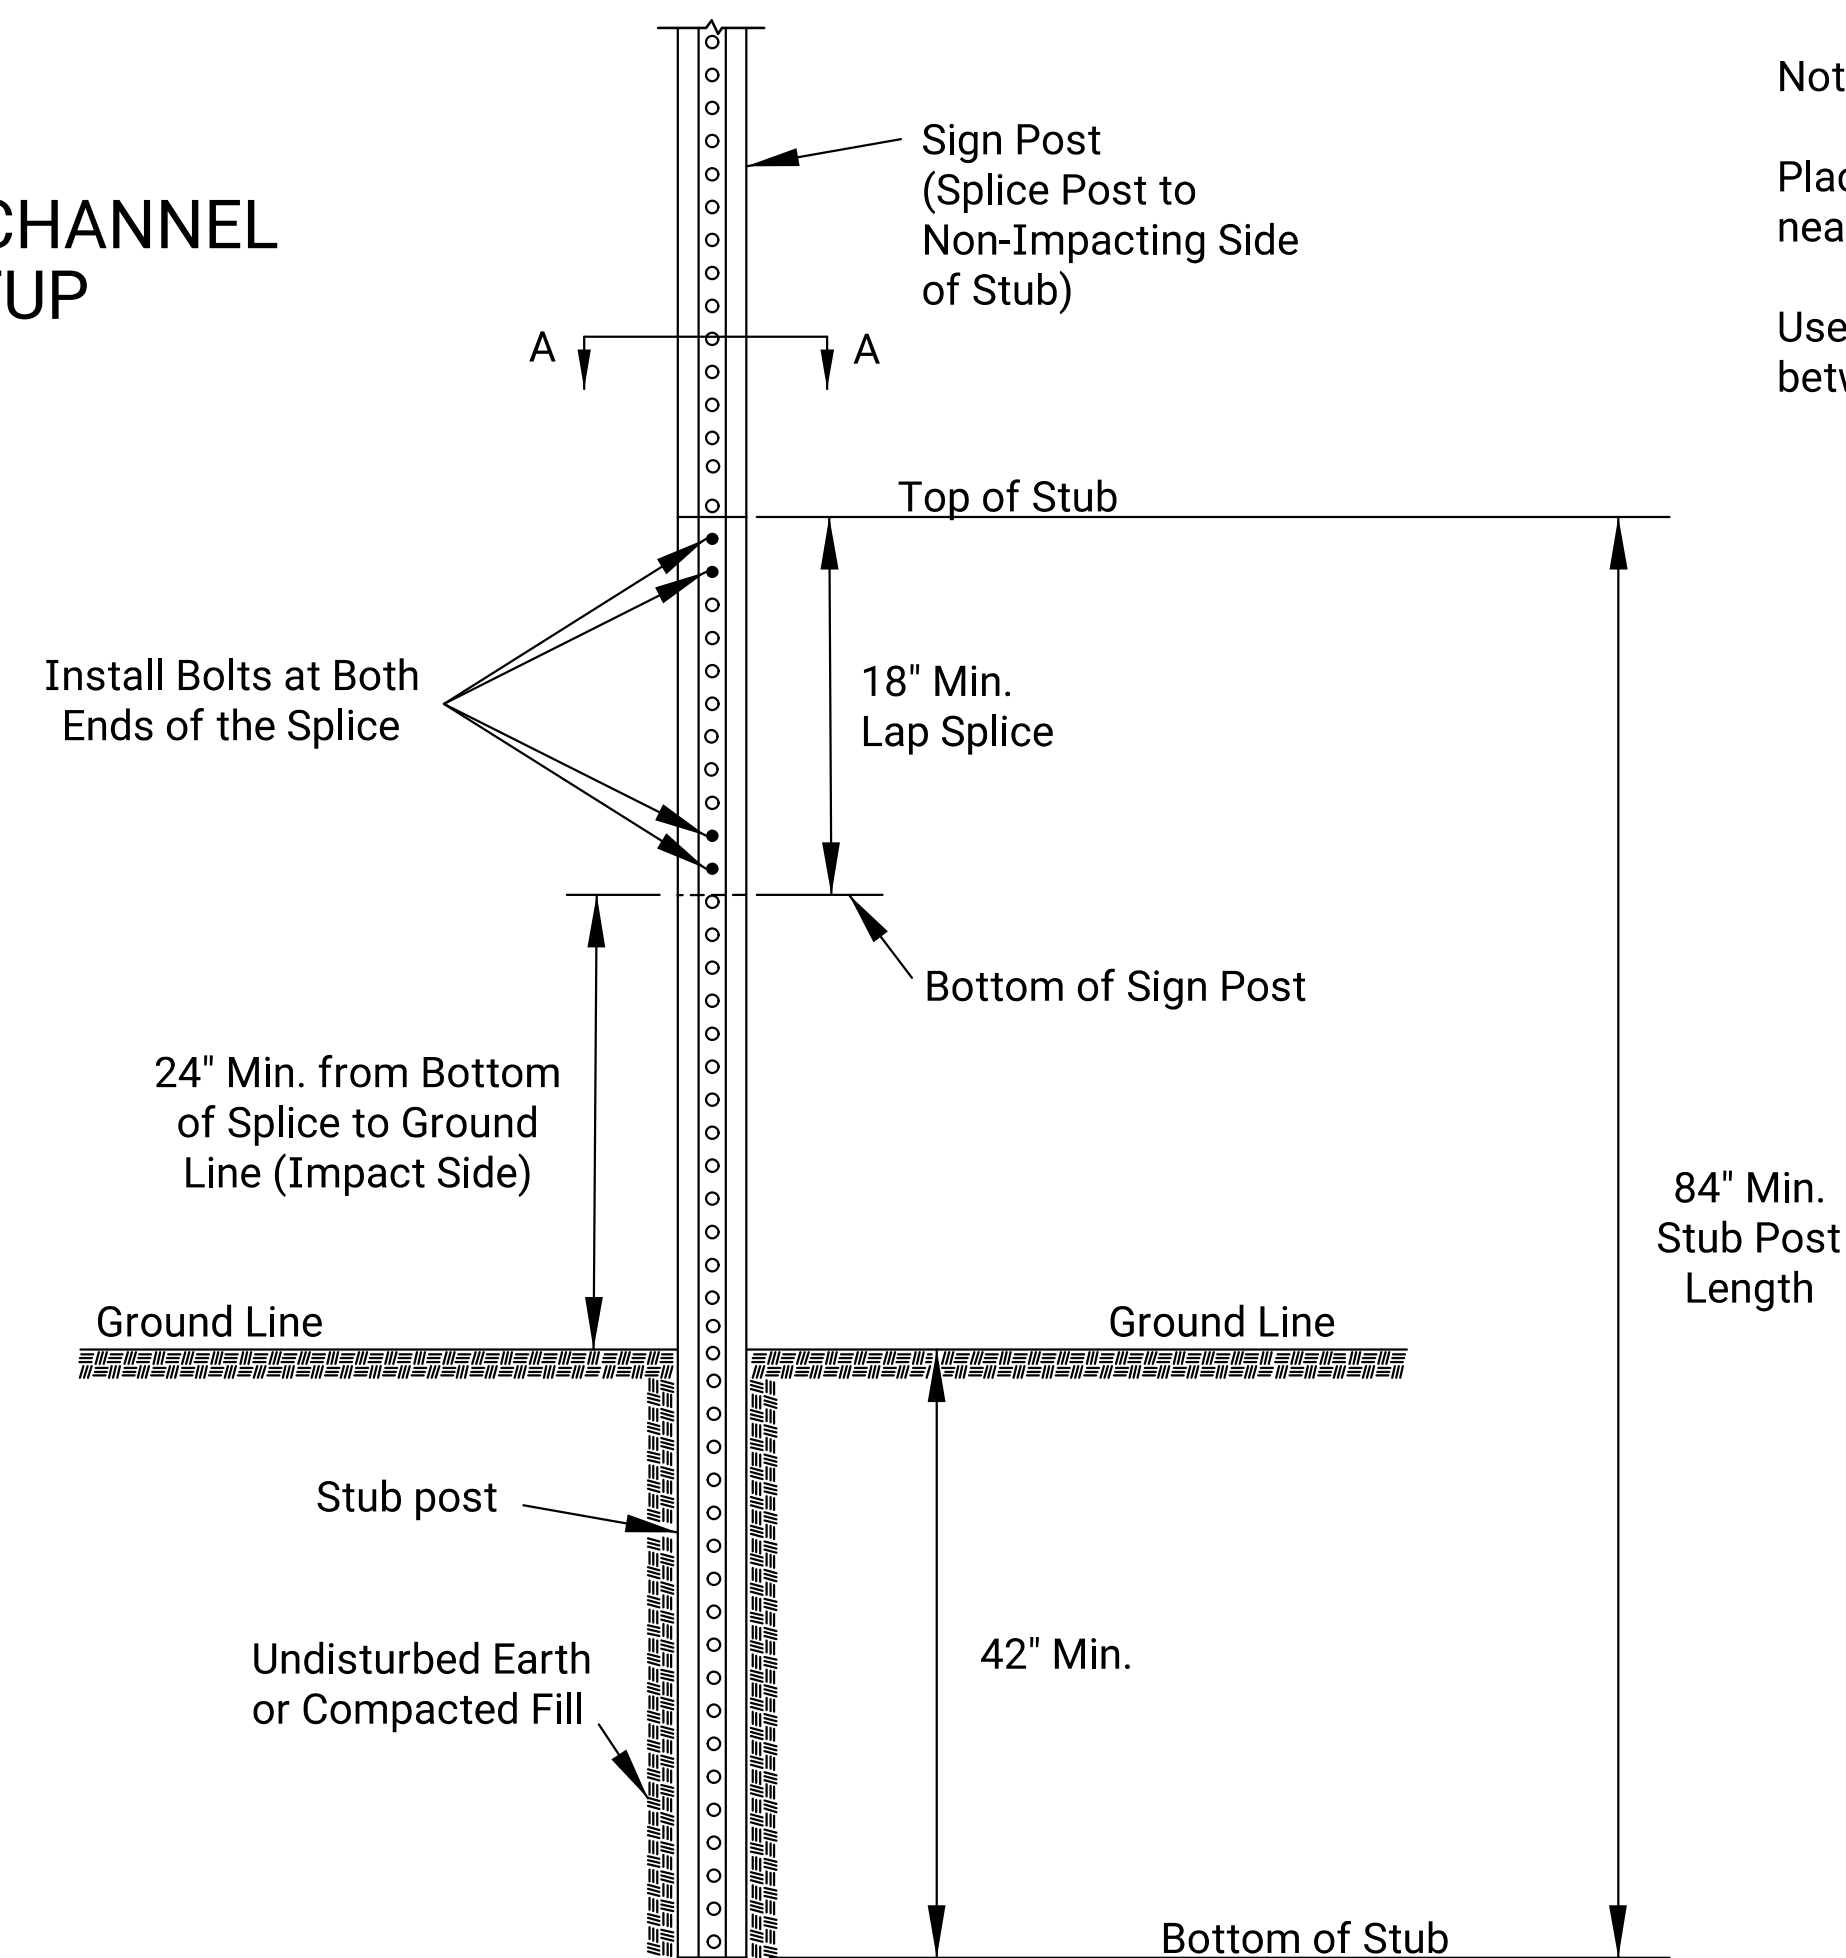 CHANNEL
UP
Sign Post
(Splice Post to
Non-Impacting Side
of Stub)
A
A
Top of Stub
Install Bolts at Both
Ends of the Splice
18" Min.
Lap Splice
Bottom of Sign Post
24" Min. from Bottom
of Splice to Ground
Line (Impact Side)
84" Min.
Stub Post
Length
Ground Line
Ground Line
Stub post
Undisturbed Earth
or Compacted Fill
42" Min.
Bottom of Stub
Use